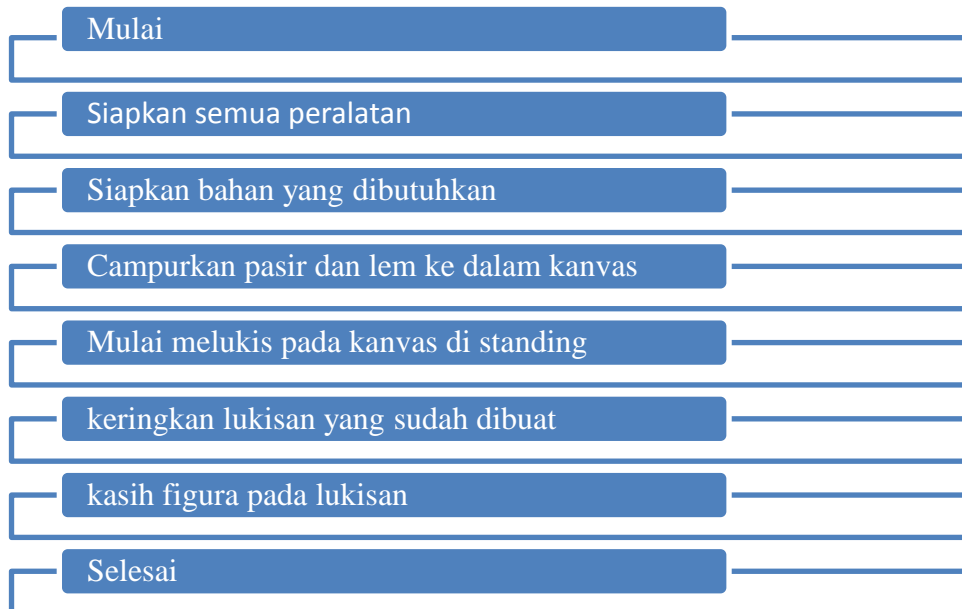 Mulai
Siapkan semua peralatan
Siapkan bahan yang dibutuhkan
Campurkan pasir dan lem ke dalam kanvas
Mulai melukis pada kanvas di standing
keringkan lukisan yang sudah dibuat
kasih figura pada lukisan
Selesai